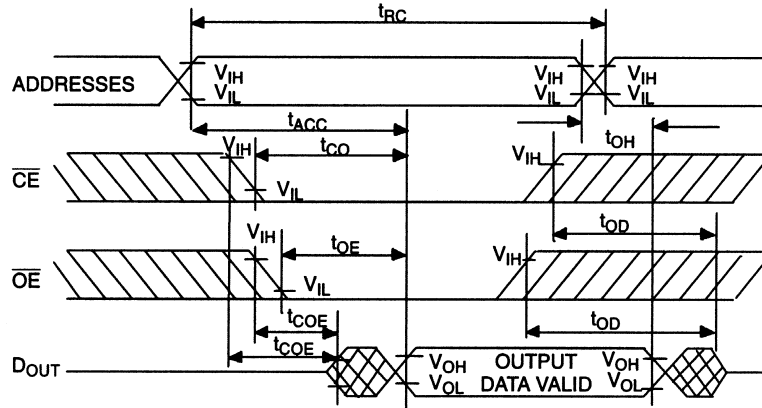 tRC
ADDRESSES
VIH VIH VIH
VIL VIL VIL
tACC
tCO tOH
VIH VIH
CE
VIL
tOD
VIH tOE VIH
OE
VIL
tCOE tOD
tCOE
DOUT
VOH OUTPUT VOH
VOL DATA VALID VOL